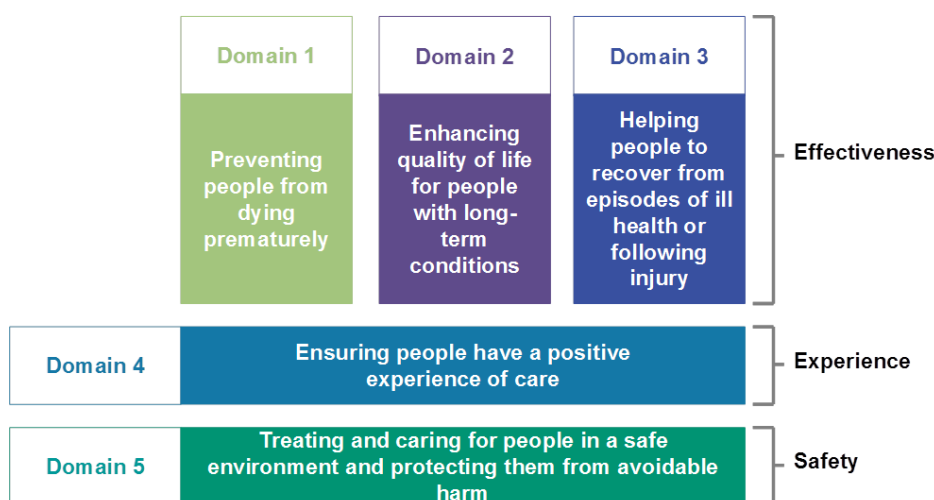 Domain 1
Preventing
people from
dying
prematurely
Domain 2
Enhancing
quality of life
for people
with long-
term
conditions
Domain 3
Helping
people to
recover from
episodes of ill
health or
following
injury
Effectiveness
Domain 4
Ensuring people have a positive
experience of care
Experience
Domain 5
Treating and caring for people in a safe
environment and protecting them from avoidable
harm
Safety